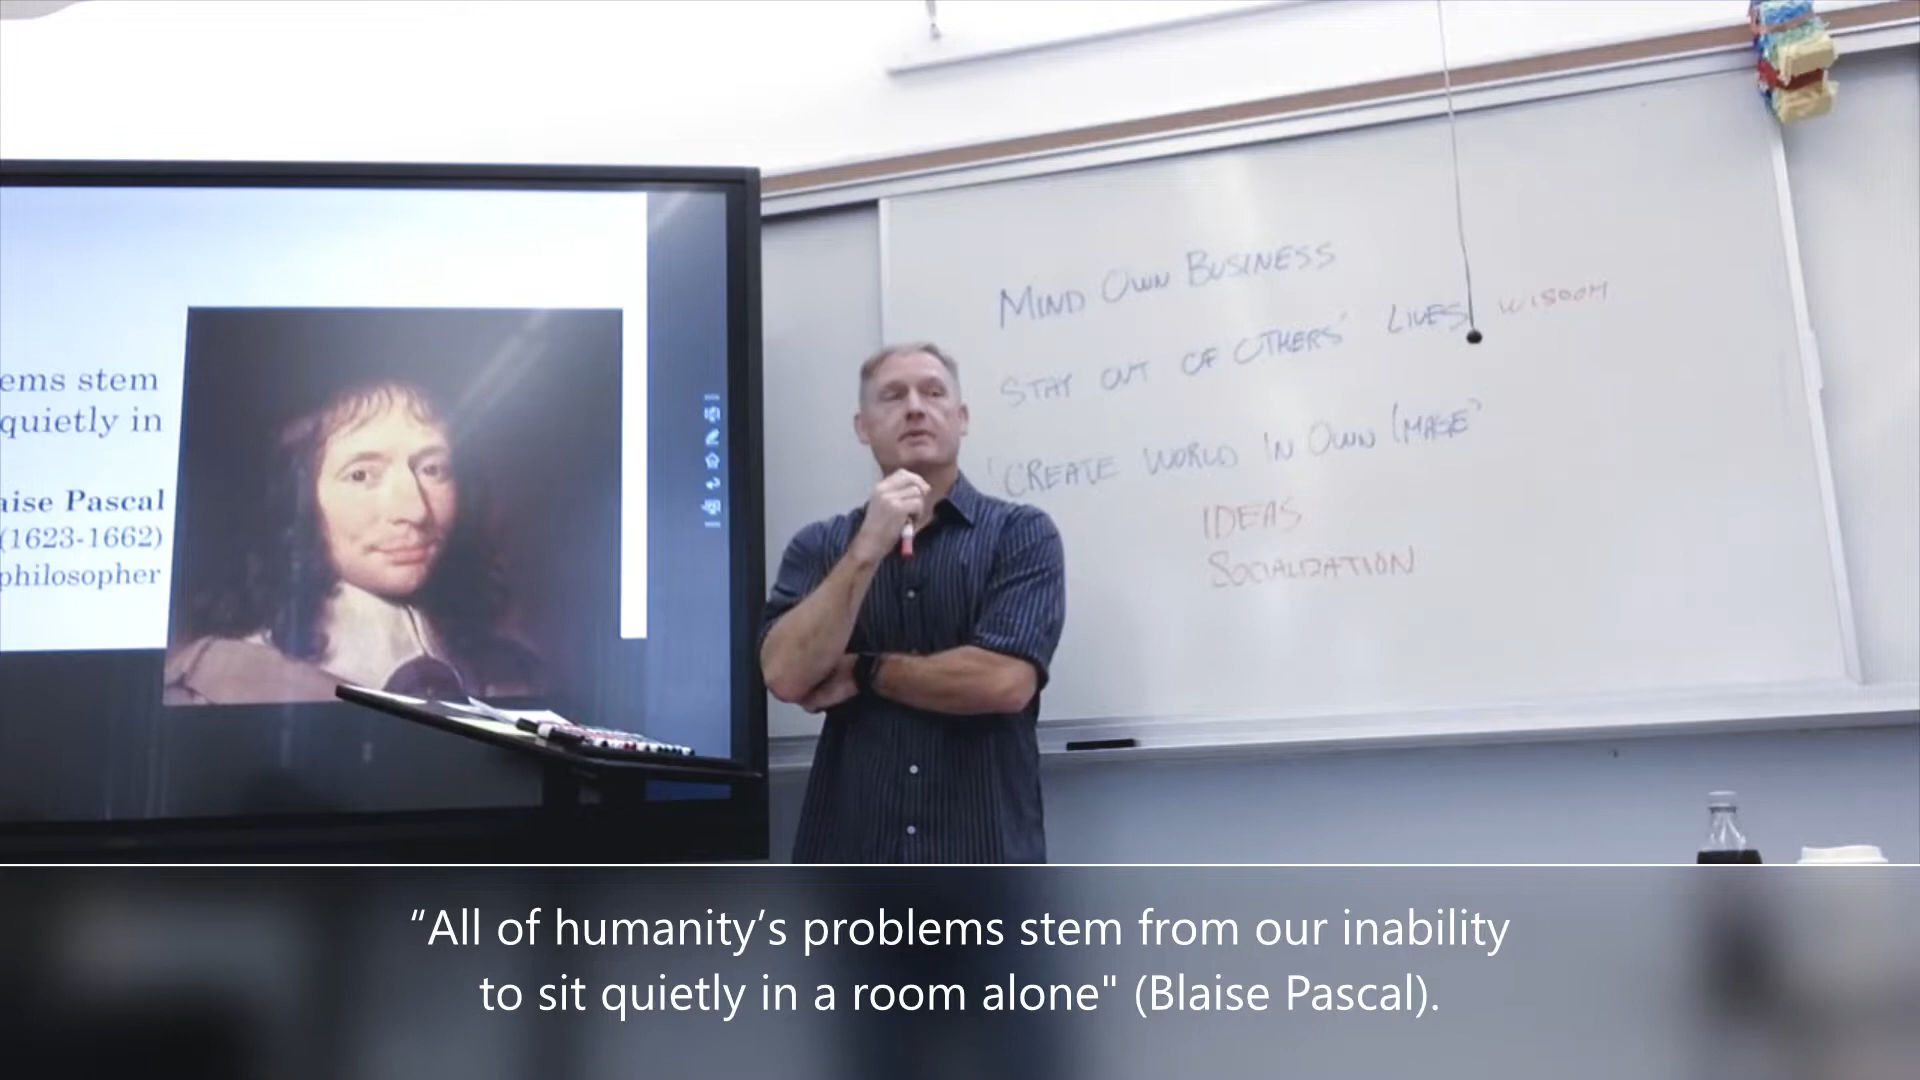 ems stem
quietly in
aise Pascal
(1623-1662)
philosopher
MIND OWN BUSINESS
STAY OUT OF OTHERS' LIVES WISDOM
'CREATE WORLD IN OWN IMAGE'
IDEAS
SOCIALIZATION
“All of humanity’s problems stem from our inability
to sit quietly in a room alone" (Blaise Pascal).